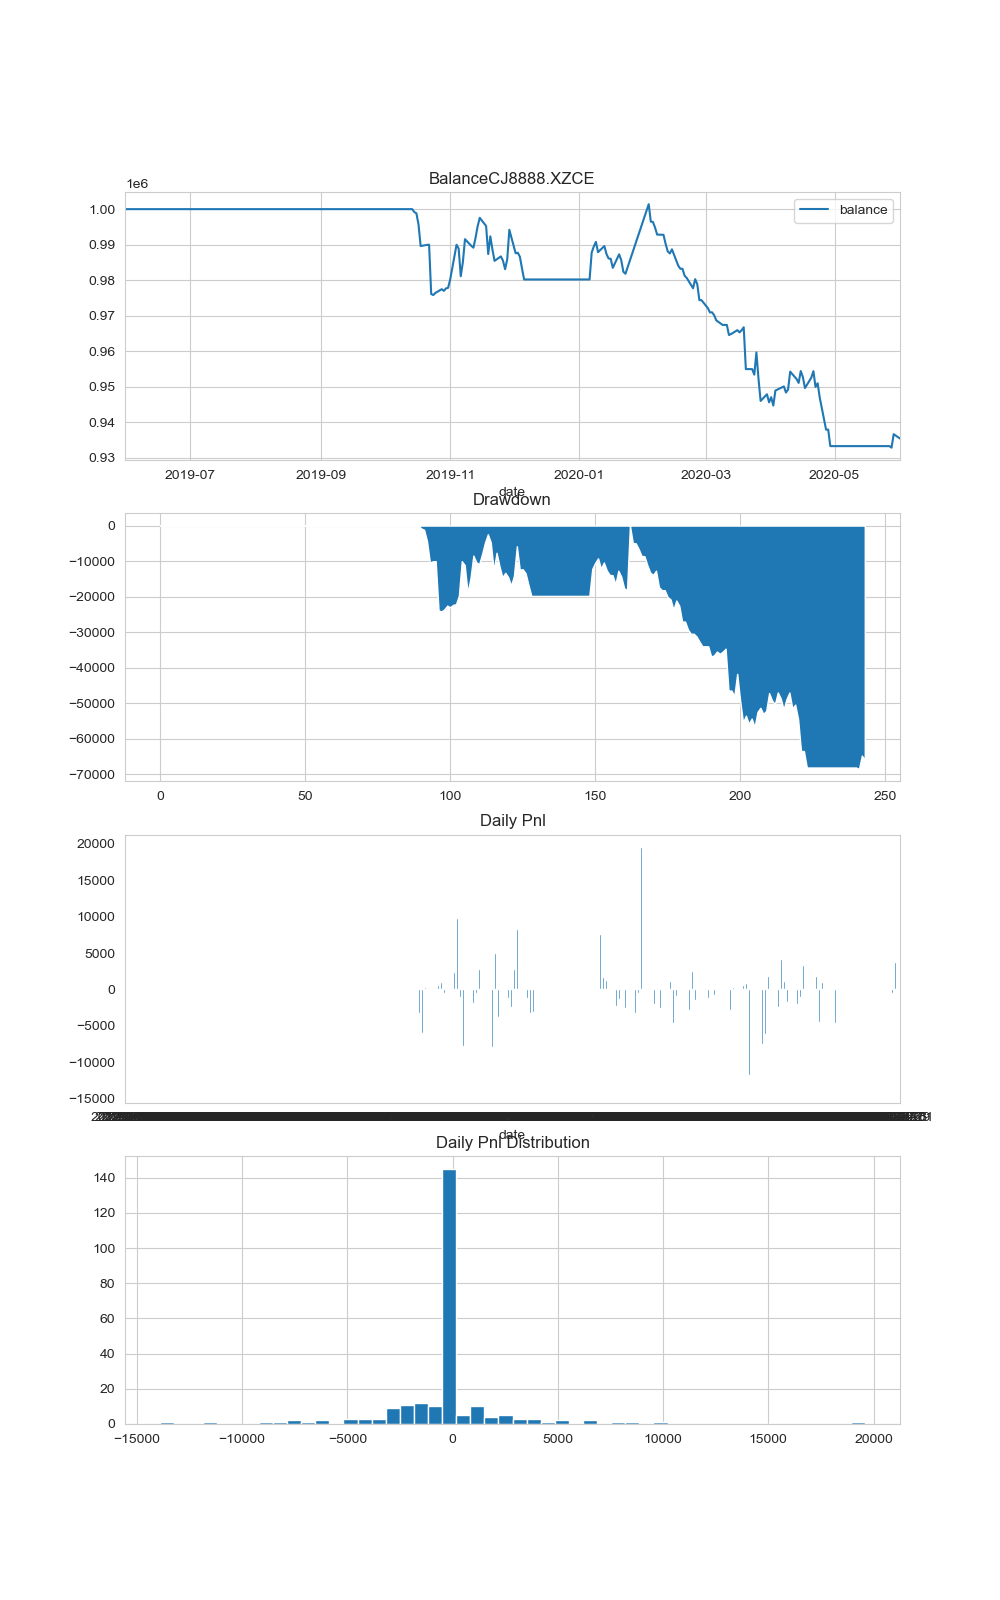 BalanceCJ8888.XZCE
1e6
balance
1.00
0.99
0.98
0.97
0.96
0.95
0.94
0.93
2019-07 2019-09 2019-11 2020-01 2020-03 2020-05
date
Drawdown
0
−10000
−20000
−30000
−40000
−50000
−60000
−70000
0 50 100 150 200 250
Daily Pnl
20000
15000
10000
5000
0
−5000
−10000
−15000
date
Daily Pnl Distribution
140
120
100
80
60
40
20
0
−15000 −10000 −5000 0 5000 10000 15000 20000